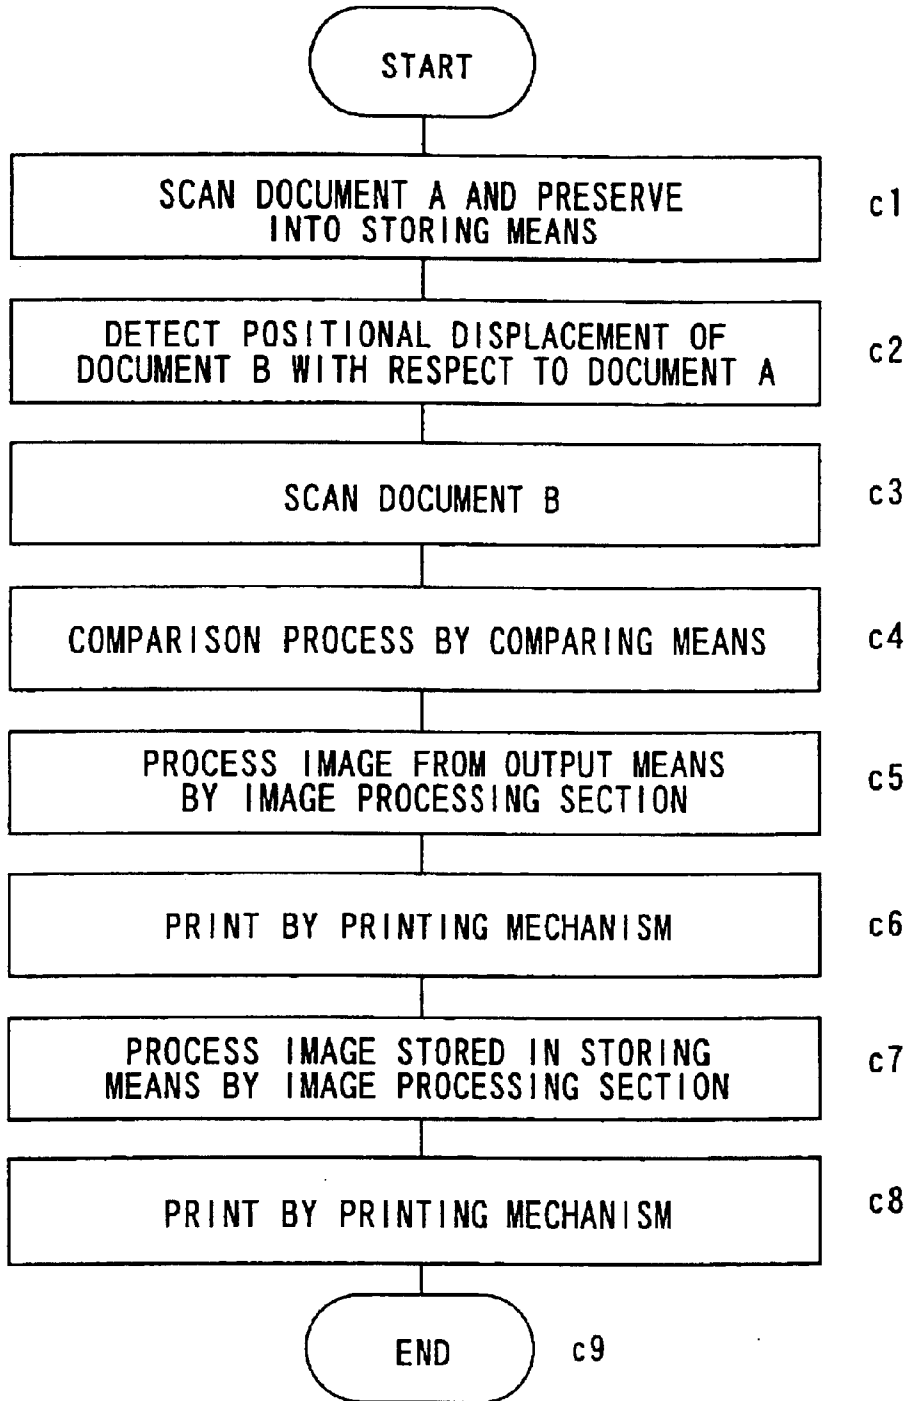 START
SCAN DOCUMENT A AND PRESERVE
INTO STORING MEANS
c1
DETECT POSITIONAL DISPLACEMENT OF
DOCUMENT B WITH RESPECT TO DOCUMENT A
c2
SCAN DOCUMENT B
c3
COMPARISON PROCESS BY COMPARING MEANS
c4
PROCESS IMAGE FROM OUTPUT MEANS
BY IMAGE PROCESSING SECTION
c5
PRINT BY PRINTING MECHANISM
c6
PROCESS IMAGE STORED IN STORING
MEANS BY IMAGE PROCESSING SECTION
c7
PRINT BY PRINTING MECHANISM
c8
END
c9